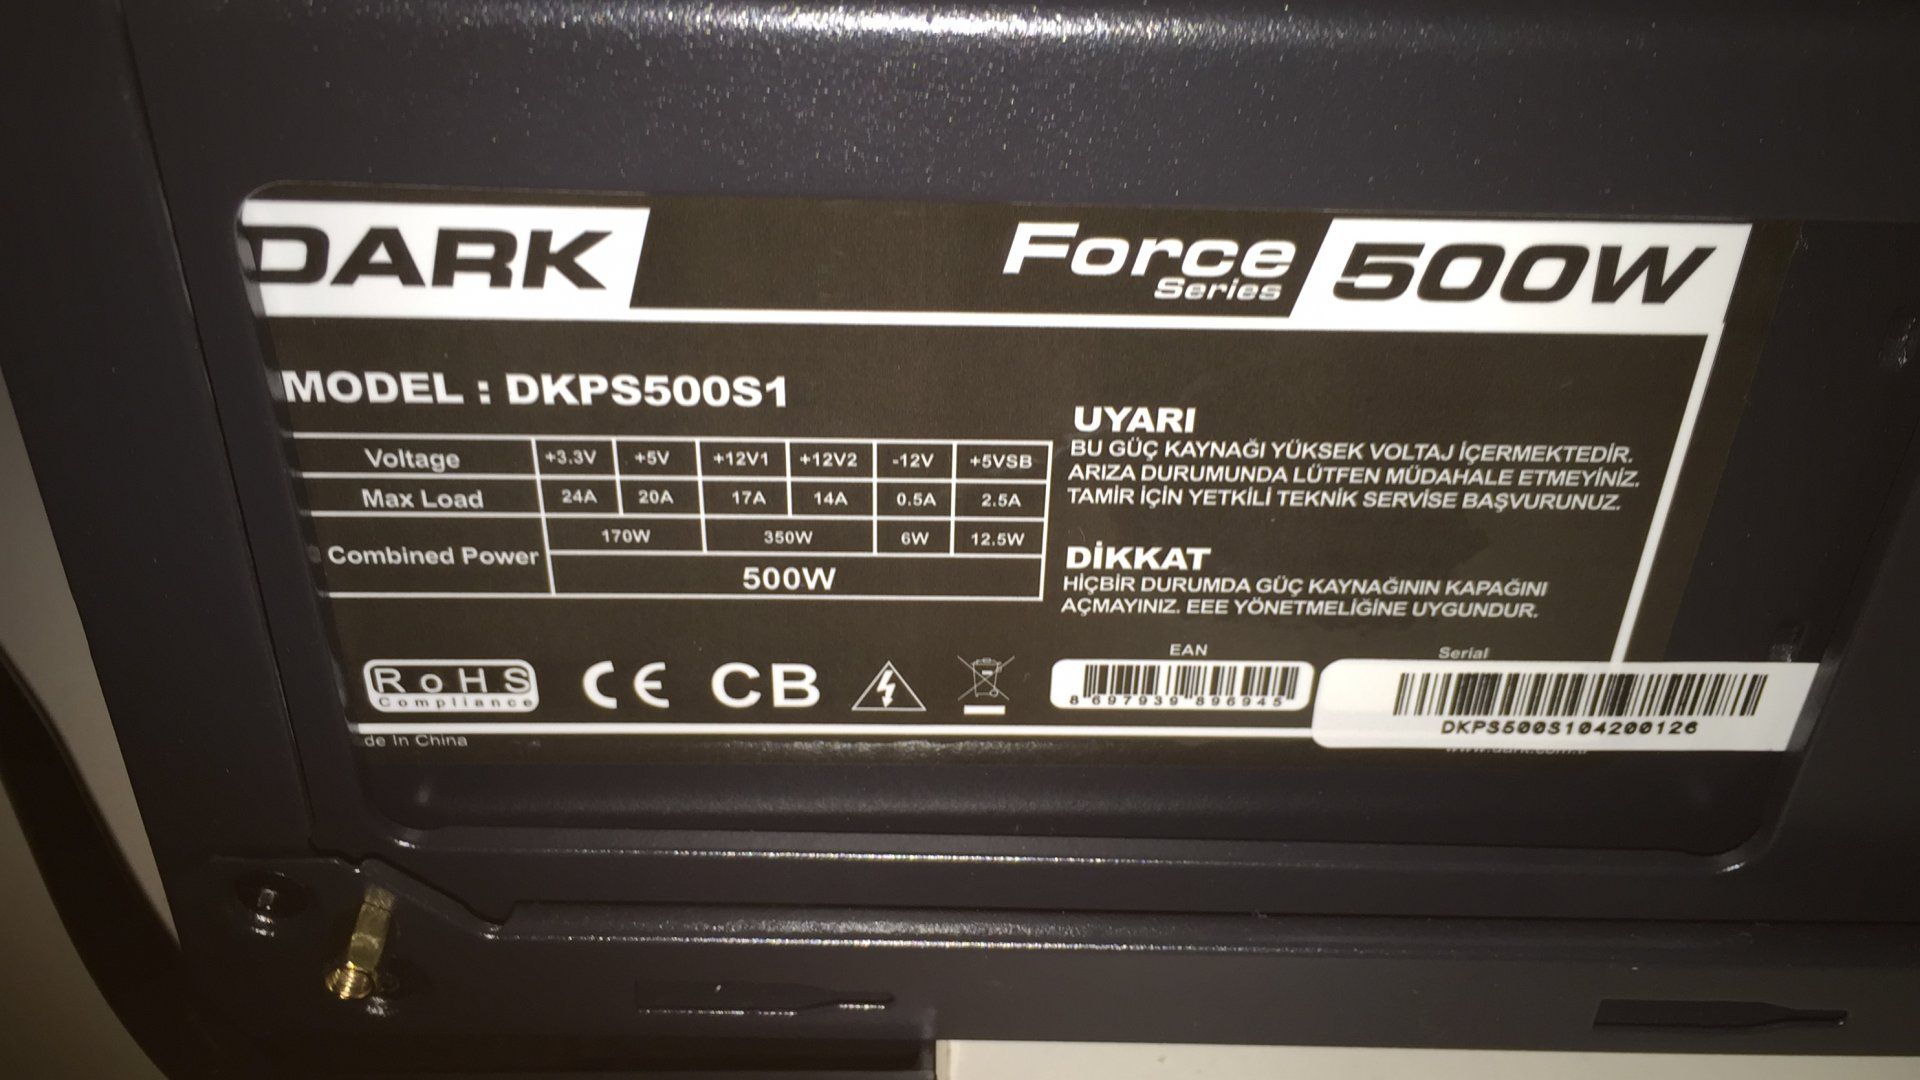 DARK
Force
Series
500W
MODEL : DKPS500S1
Voltage +3.3V +5V +12V1 +12V2 -12V +5VSB
Max Load 24A 20A 17A 14A 0.5A 2.5A
Combined Power 170W 350W 6W 12.5W
500W
UYARI
BU GÜÇ KAYNAĞI YÜKSEK VOLTAJ İÇERMEKTEDİR.
ARIZA DURUMUNDA LÜTFEN MÜDAHALE ETMEYİNİZ.
TAMİR İÇİN YETKİLİ TEKNİK SERVİSE BAŞVURUNUZ.
DİKKAT
HİÇBİR DURUMDA GÜÇ KAYNAĞININ KAPAĞINI
AÇMAYINIZ. EEE YÖNETMELİĞİNE UYGUNDUR.
RoHS
Compliance
CE CB
EAN
8 697939 896945
Serial
DKPS500S104200126
de In China